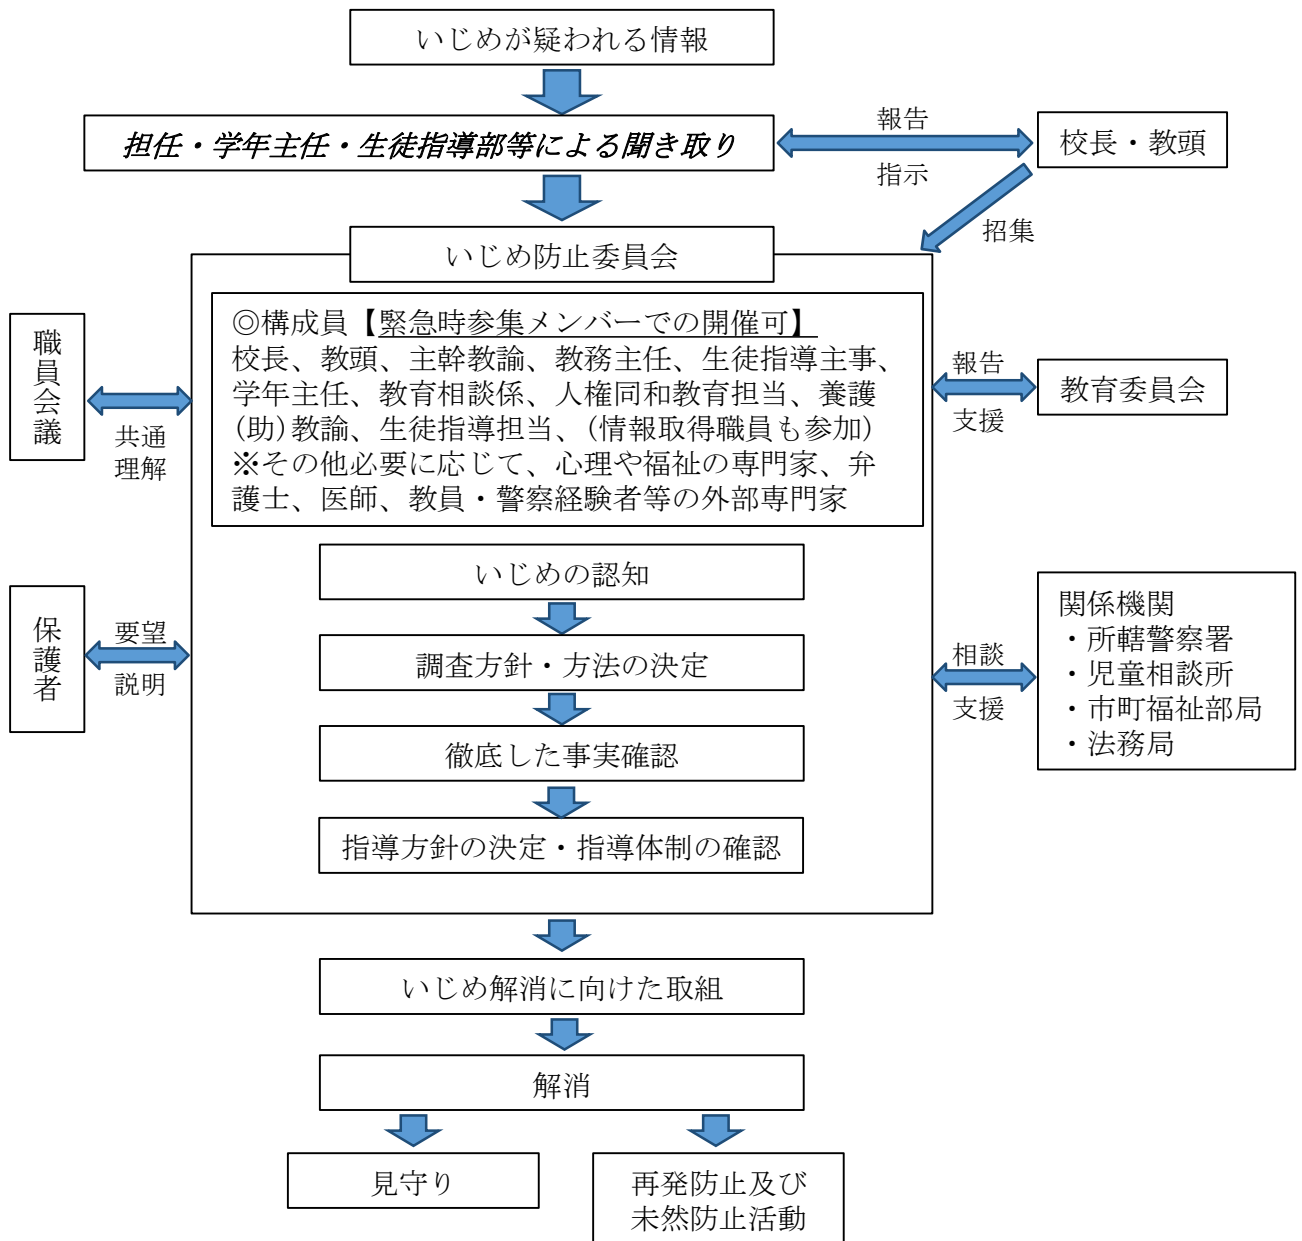 いじめが疑われる情報
担任・学年主任・生徒指導部等による聞き取り
報告
指示
校長・教頭
招集
いじめ防止委員会
◎構成員【緊急時参集メンバーでの開催可】
校長、教頭、主幹教諭、教務主任、生徒指導主事、
学年主任、教育相談係、人権同和教育担当、養護
(助)教諭、生徒指導担当、(情報取得職員も参加)
※その他必要に応じて、心理や福祉の専門家、弁
護士、医師、教員・警察経験者等の外部専門家
職員会議
共通
理解
報告
支援
教育委員会
いじめの認知
調査方針・方法の決定
徹底した事実確認
指導方針の決定・指導体制の確認
保護者
要望
説明
相談
支援
関係機関
・所轄警察署
・児童相談所
・市町福祉部局
・法務局
いじめ解消に向けた取組
解消
見守り
再発防止及び
未然防止活動